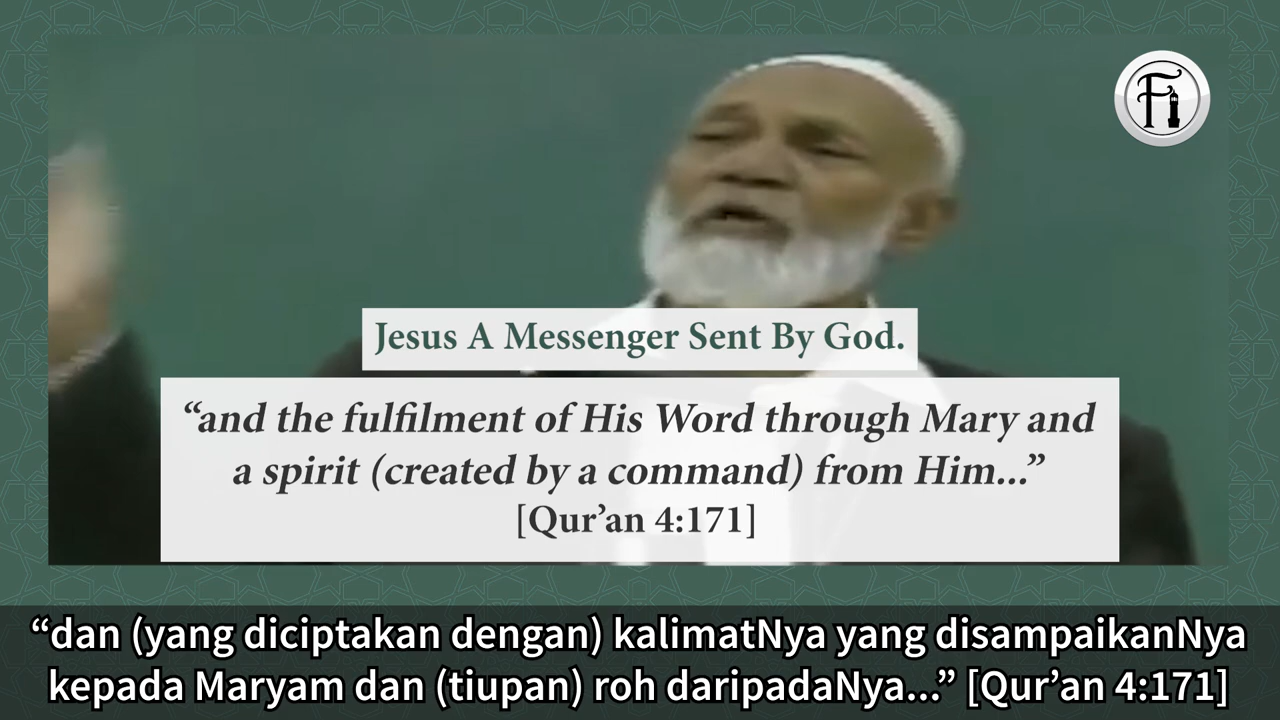 Fi
Jesus A Messenger Sent By God.
“and the fulfilment of His Word through Mary and
a spirit (created by a command) from Him...”
[Qur’an 4:171]
“dan (yang diciptakan dengan) kalimatNya yang disampaikanNya
kepada Maryam dan (tiupan) roh daripadaNya...” [Qur’an 4:171]